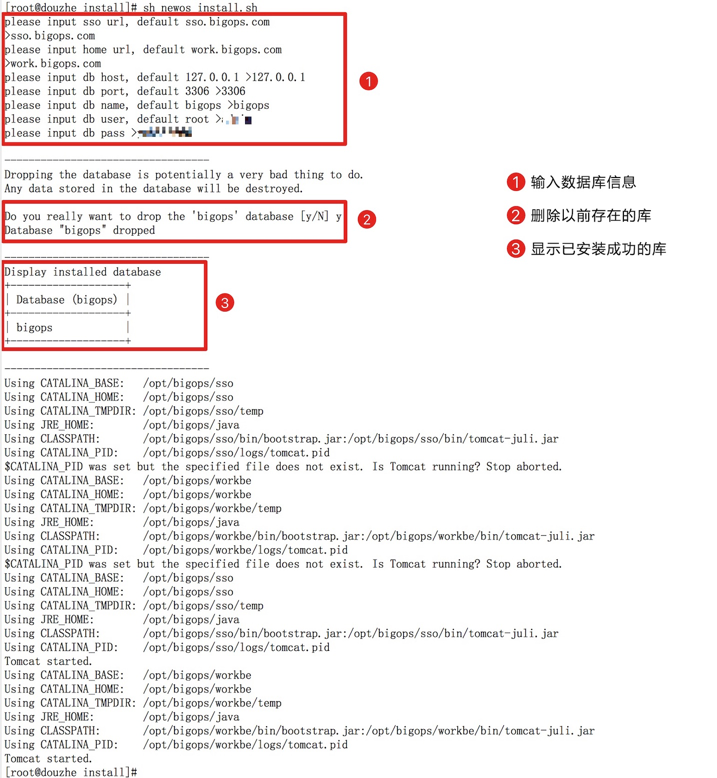 [root@douzhe install]# sh newos_install.sh
please input sso url, default sso.bigops.com
>sso.bigops.com
please input home url, default work.bigops.com
>work.bigops.com
please input db host, default 127.0.0.1 >127.0.0.1
please input db port, default 3306 >3306
please input db name, default bigops >bigops
please input db user, default root >
please input db pass >
1
----------------------------------
Dropping the database is potentially a very bad thing to do.
Any data stored in the database will be destroyed.
1 输入数据库信息
2 删除以前存在的库
3 显示已安装成功的库
Do you really want to drop the 'bigops' database [y/N] y
Database "bigops" dropped
2
----------------------------------
Display installed database
+-------------------+
| Database (bigops) |
+-------------------+
| bigops            |
+-------------------+
3
----------------------------------
Using CATALINA_BASE:   /opt/bigops/sso
Using CATALINA_HOME:   /opt/bigops/sso
Using CATALINA_TMPDIR: /opt/bigops/sso/temp
Using JRE_HOME:        /opt/bigops/java
Using CLASSPATH:       /opt/bigops/sso/bin/bootstrap.jar:/opt/bigops/sso/bin/tomcat-juli.jar
Using CATALINA_PID:    /opt/bigops/sso/logs/tomcat.pid
$CATALINA_PID was set but the specified file does not exist. Is Tomcat running? Stop aborted.
Using CATALINA_BASE:   /opt/bigops/workbe
Using CATALINA_HOME:   /opt/bigops/workbe
Using CATALINA_TMPDIR: /opt/bigops/workbe/temp
Using JRE_HOME:        /opt/bigops/java
Using CLASSPATH:       /opt/bigops/workbe/bin/bootstrap.jar:/opt/bigops/workbe/bin/tomcat-juli.jar
Using CATALINA_PID:    /opt/bigops/workbe/logs/tomcat.pid
$CATALINA_PID was set but the specified file does not exist. Is Tomcat running? Stop aborted.
Using CATALINA_BASE:   /opt/bigops/sso
Using CATALINA_HOME:   /opt/bigops/sso
Using CATALINA_TMPDIR: /opt/bigops/sso/temp
Using JRE_HOME:        /opt/bigops/java
Using CLASSPATH:       /opt/bigops/sso/bin/bootstrap.jar:/opt/bigops/sso/bin/tomcat-juli.jar
Using CATALINA_PID:    /opt/bigops/sso/logs/tomcat.pid
Tomcat started.
Using CATALINA_BASE:   /opt/bigops/workbe
Using CATALINA_HOME:   /opt/bigops/workbe
Using CATALINA_TMPDIR: /opt/bigops/workbe/temp
Using JRE_HOME:        /opt/bigops/java
Using CLASSPATH:       /opt/bigops/workbe/bin/bootstrap.jar:/opt/bigops/workbe/bin/tomcat-juli.jar
Using CATALINA_PID:    /opt/bigops/workbe/logs/tomcat.pid
Tomcat started.
[root@douzhe install]#